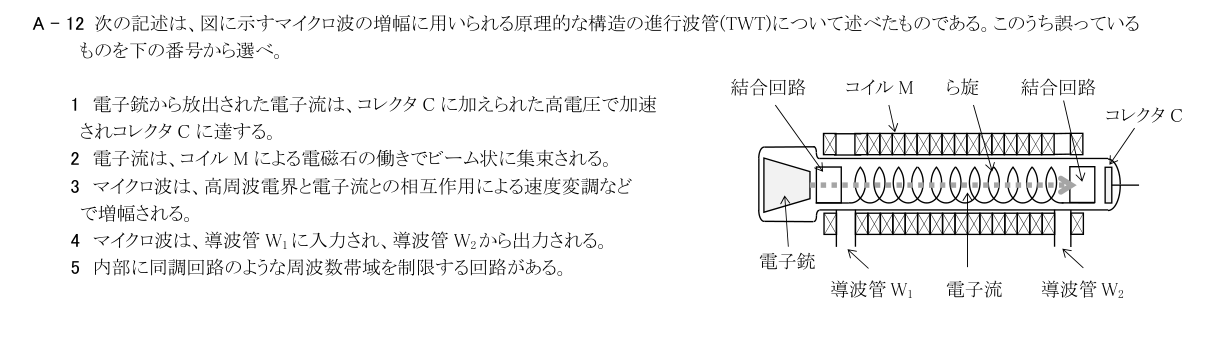 A－12 次の記述は、図に示すマイクロ波の増幅に用いられる原理的な構造の進行波管(TWT)について述べたものである。このうち誤っている
ものを下の番号から選べ。
1 電子銃から放出された電子流は、コレクタ C に加えられた高電圧で加速
されコレクタ C に達する。
2 電子流は、コイル M による電磁石の働きでビーム状に集束される。
3 マイクロ波は、高周波電界と電子流との相互作用による速度変調など
で増幅される。
4 マイクロ波は、導波管 W₁に入力され、導波管 W₂から出力される。
5 内部に同調回路のような周波数帯域を制限する回路がある。
結合回路 コイル M ら旋 結合回路
コレクタ C
電子銃
導波管 W₁ 電子流 導波管 W₂